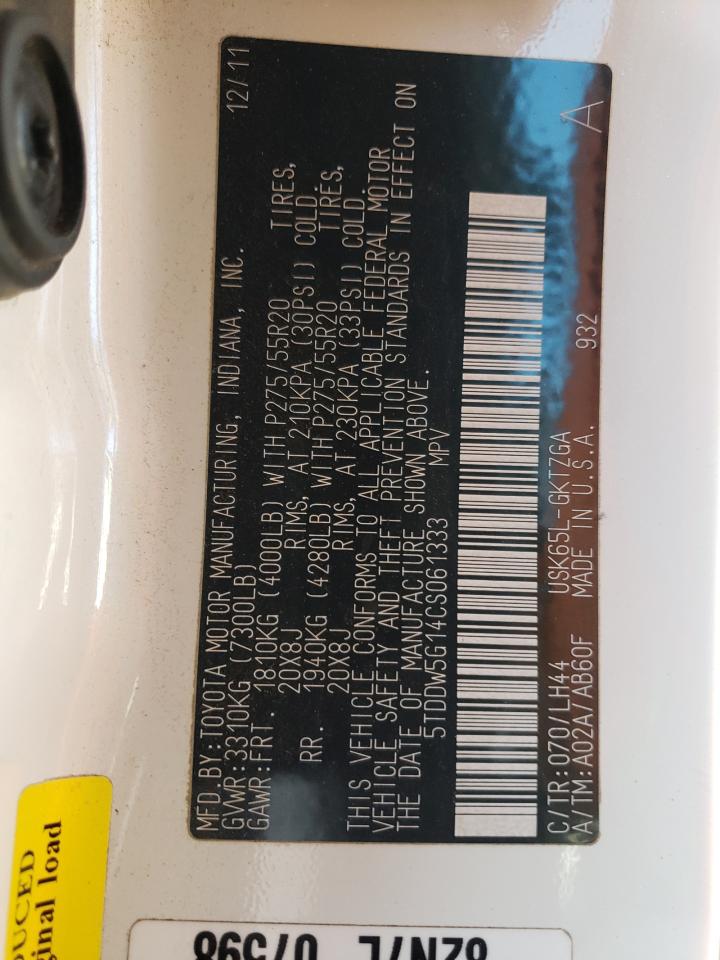 MFD.BY:TOYOTA MOTOR MANUFACTURING, INDIANA, INC. 12/11
GVWR:3310KG (7300LB)
GAWR:FRT. 1810KG (4000LB) WITH P275/55R20 TIRES,
20X8J RIMS, AT 210KPA (30PSI) COLD.
RR. 1940KG (4280LB) WITH P275/55R20 TIRES,
20X8J RIMS, AT 230KPA (33PSI) COLD.
THIS VEHICLE CONFORMS TO ALL APPLICABLE FEDERAL MOTOR
VEHICLE SAFETY AND THEFT PREVENTION STANDARDS IN EFFECT ON
THE DATE OF MANUFACTURE SHOWN ABOVE.
5TDDW5G14CS061333 MPV
C/TR:070/LH44 USK65L-GKTZGA
A/TM:A02A/AB60F MADE IN U.S.A. 932 A
load